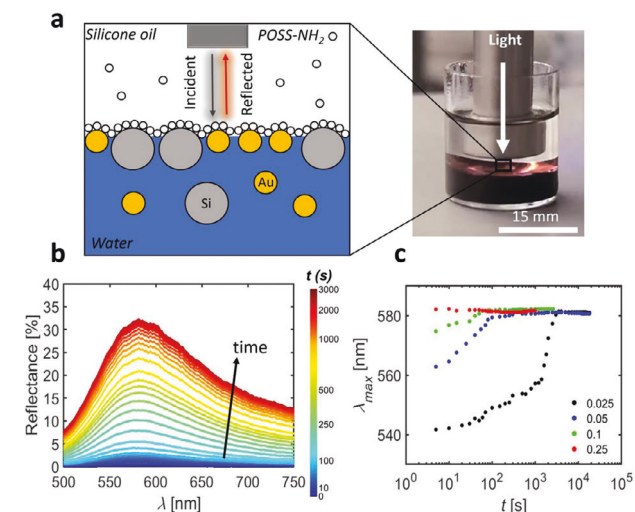 a
Silicone oil
POSS-NH2
Incident
Reflected
Au
Si
Water
Light
15 mm
b
Reflectance [%]
40
35
30
25
20
15
10
5
0
500 550 600 650 700 750
λ [nm]
time
t (s)
3000
2000
1000
500
250
100
10
0
c
λmax [nm]
580
560
540
10^0 10^1 10^2 10^3 10^4 10^5
t [s]
0.025
0.05
0.1
0.25